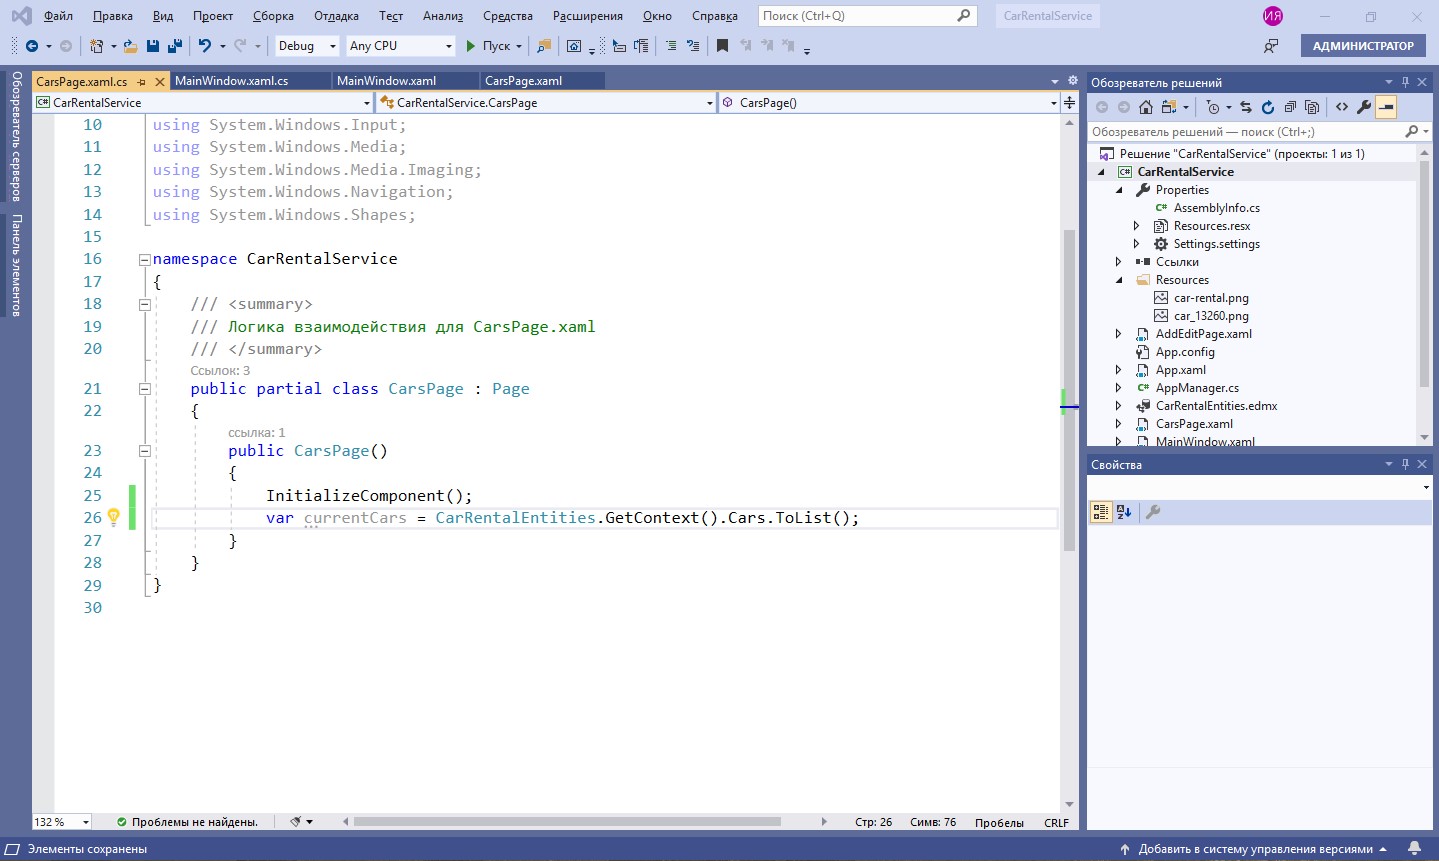 Файл Правка Вид Проект Сборка Отладка Тест Анализ Средства Расширения Окно Справка Поиск (Ctrl+Q) CarRentalService ИЯ
Debug Any CPU Пуск АДМИНИСТРАТОР
Обозреватель серверов
Панель элементов
CarsPage.xaml.cs MainWindow.xaml.cs MainWindow.xaml CarsPage.xaml
CarRentalService CarRentalService.CarsPage CarsPage()
10 using System.Windows.Input;
11 using System.Windows.Media;
12 using System.Windows.Media.Imaging;
13 using System.Windows.Navigation;
14 using System.Windows.Shapes;
15
16 namespace CarRentalService
17 {
18 /// <summary>
19 /// Логика взаимодействия для CarsPage.xaml
20 /// </summary>
Ссылок: 3
21 public partial class CarsPage : Page
22 {
ссылка: 1
23 public CarsPage()
24 {
25 InitializeComponent();
26 var currentCars = CarRentalEntities.GetContext().Cars.ToList();
27 }
28 }
29 }
30
132 % Проблемы не найдены. Стр: 26 Симв: 76 Пробелы CRLF
Обозреватель решений
Обозреватель решений — поиск (Ctrl+;)
Решение "CarRentalService" (проекты: 1 из 1)
CarRentalService
Properties
AssemblyInfo.cs
Resources.resx
Settings.settings
Ссылки
Resources
car-rental.png
car_13260.png
AddEditPage.xaml
App.config
App.xaml
AppManager.cs
CarRentalEntities.edmx
CarsPage.xaml
MainWindow.xaml
Свойства
Элементы сохранены Добавить в систему управления версиями